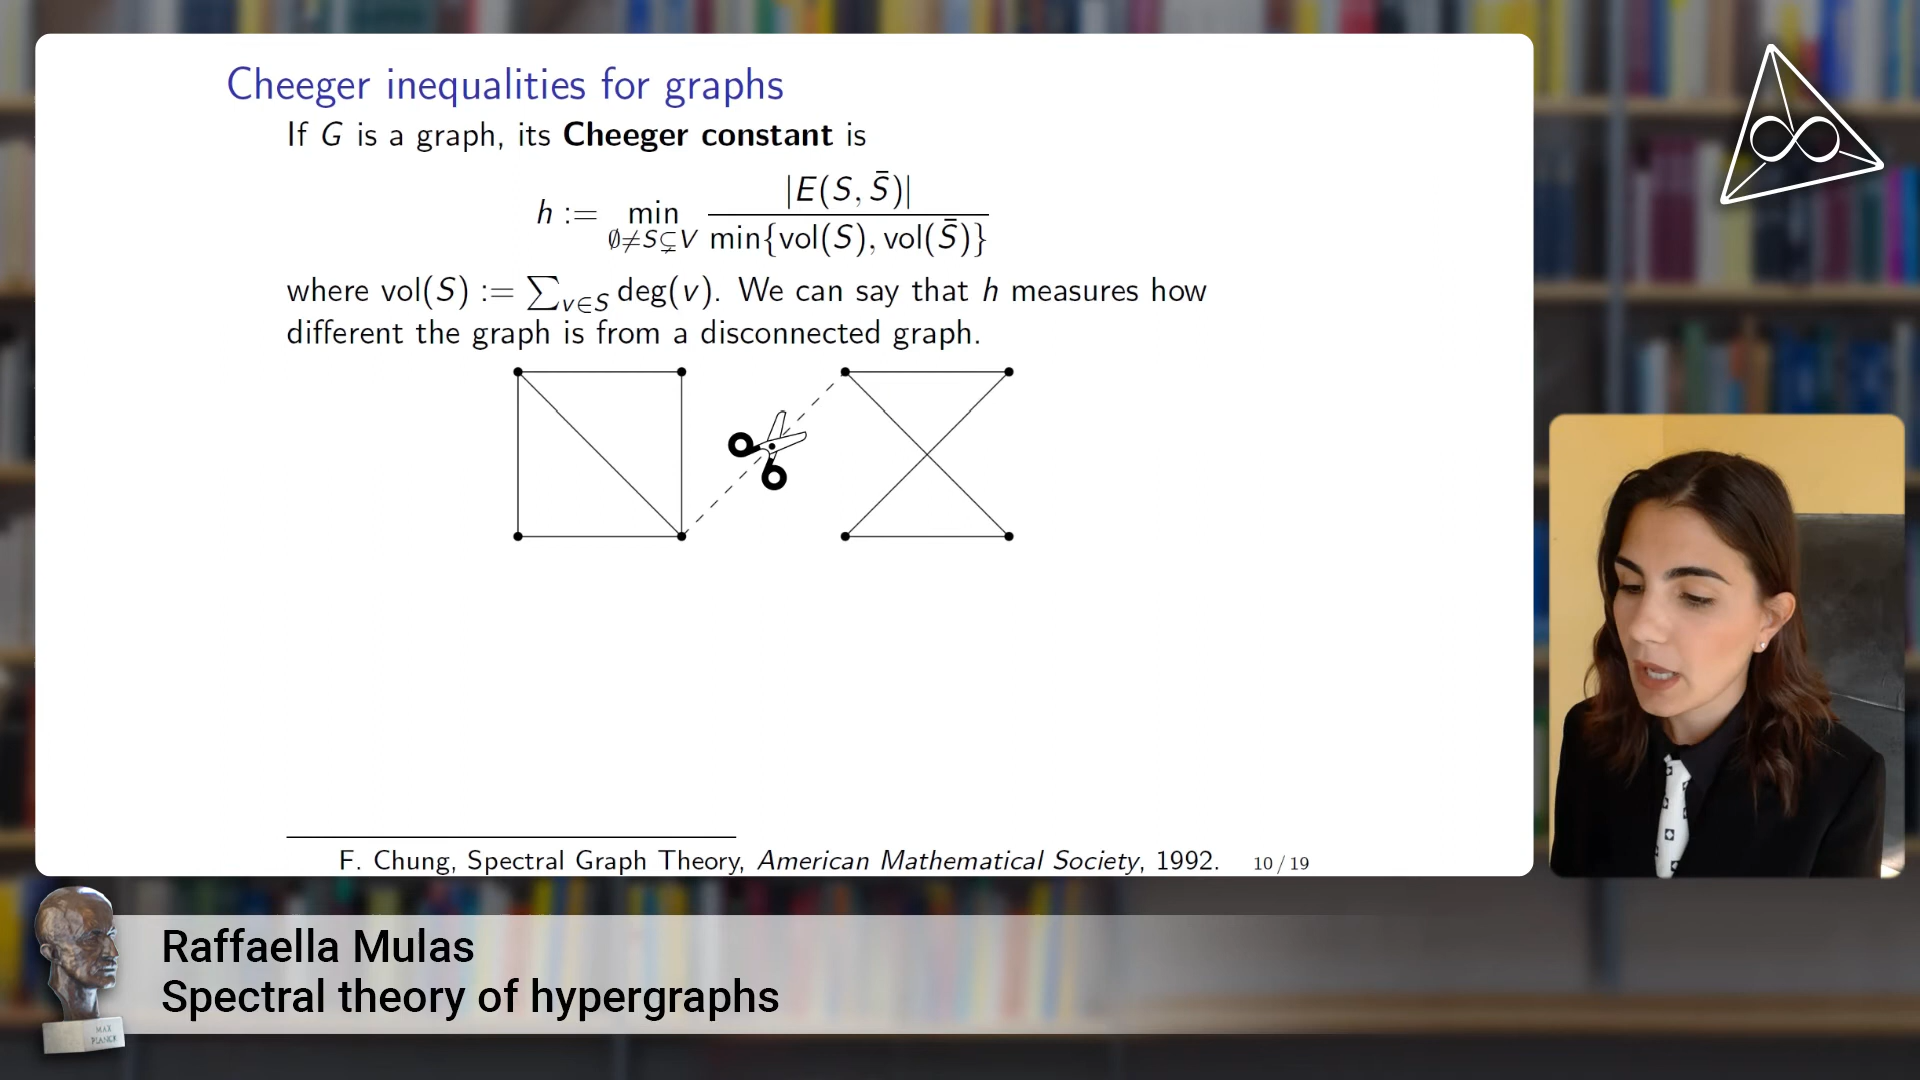 Cheeger inequalities for graphs
If G is a graph, its Cheeger constant is
h := min_{∅≠S⊊V} |E(S, S̄)| / min{vol(S), vol(S̄)}
where vol(S) := ∑_{v∈S} deg(v). We can say that h measures how
different the graph is from a disconnected graph.
F. Chung, Spectral Graph Theory, American Mathematical Society, 1992.
10 / 19
Raffaella Mulas
Spectral theory of hypergraphs
MAX
PLANCK